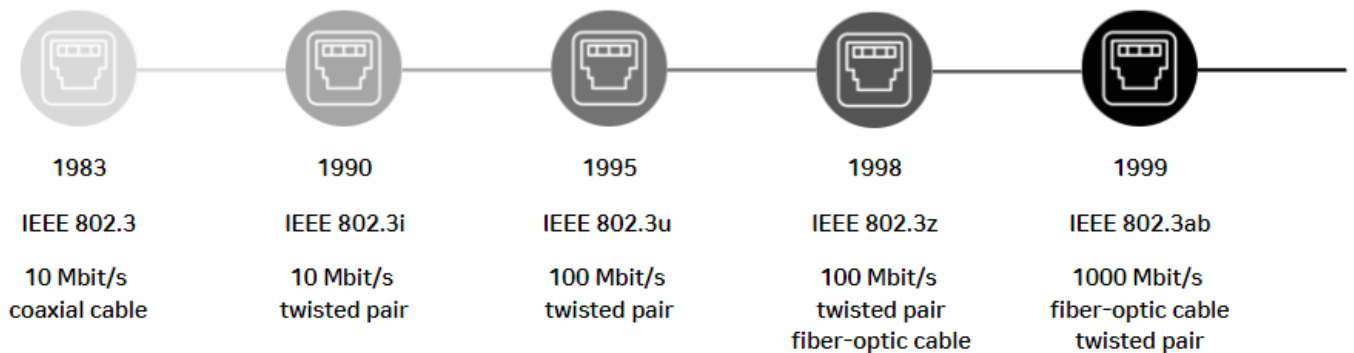 1983
IEEE 802.3
10 Mbit/s
coaxial cable
1990
IEEE 802.3i
10 Mbit/s
twisted pair
1995
IEEE 802.3u
100 Mbit/s
twisted pair
1998
IEEE 802.3z
100 Mbit/s
twisted pair
fiber-optic cable
1999
IEEE 802.3ab
1000 Mbit/s
fiber-optic cable
twisted pair